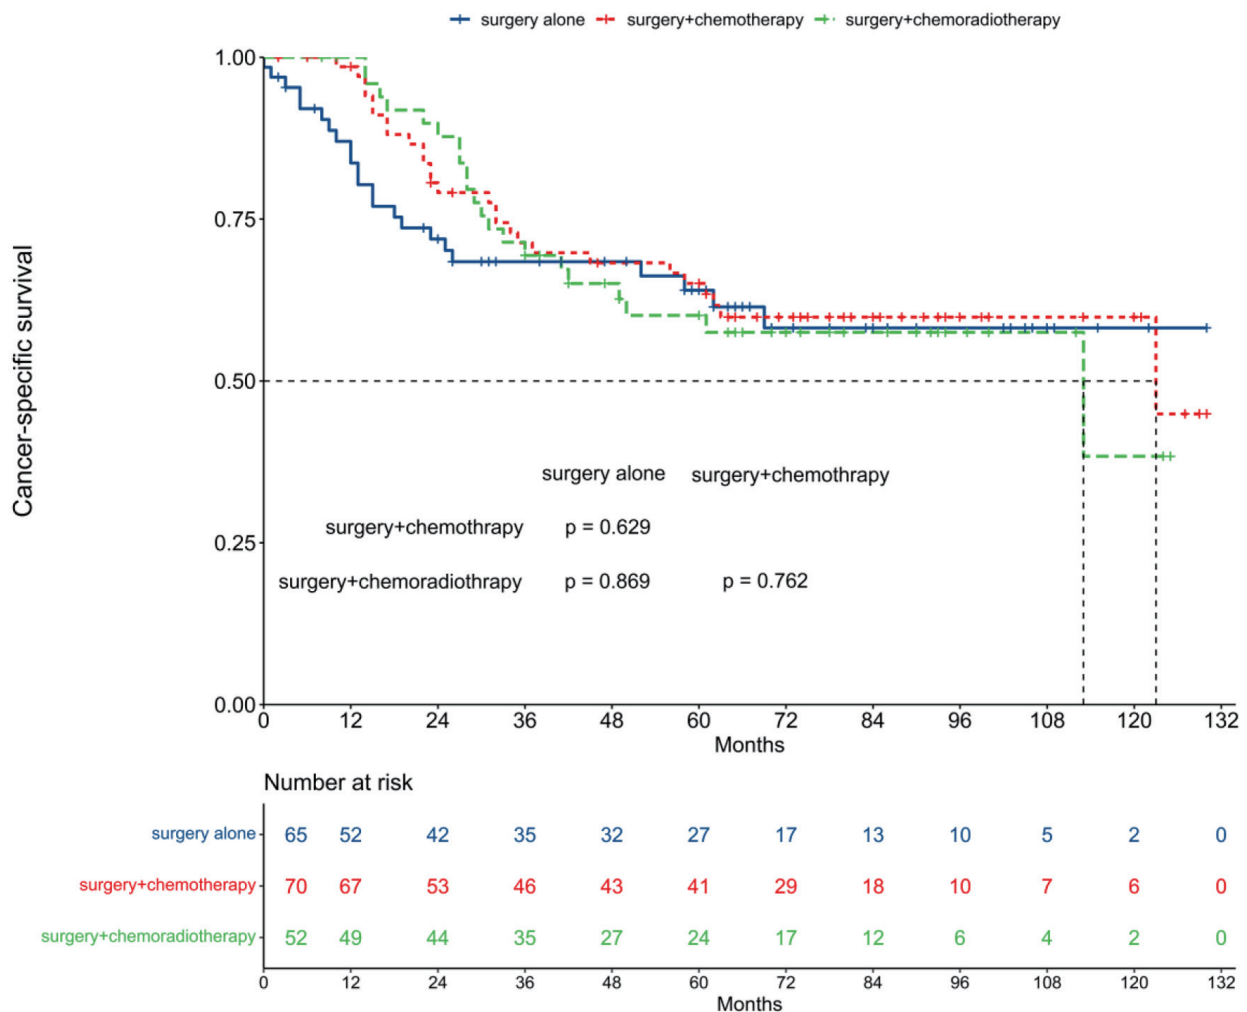 surgery alone surgery+chemotherapy surgery+chemoradiotherapy
1.00
0.75
0.50
0.25
0.00
Cancer-specific survival
surgery alone surgery+chemothrapy
surgery+chemothrapy p = 0.629
surgery+chemoradiothrapy p = 0.869 p = 0.762
0 12 24 36 48 60 72 84 96 108 120 132
Months
Number at risk
surgery alone 65 52 42 35 32 27 17 13 10 5 2 0
surgery+chemotherapy 70 67 53 46 43 41 29 18 10 7 6 0
surgery+chemoradiotherapy 52 49 44 35 27 24 17 12 6 4 2 0
0 12 24 36 48 60 72 84 96 108 120 132
Months